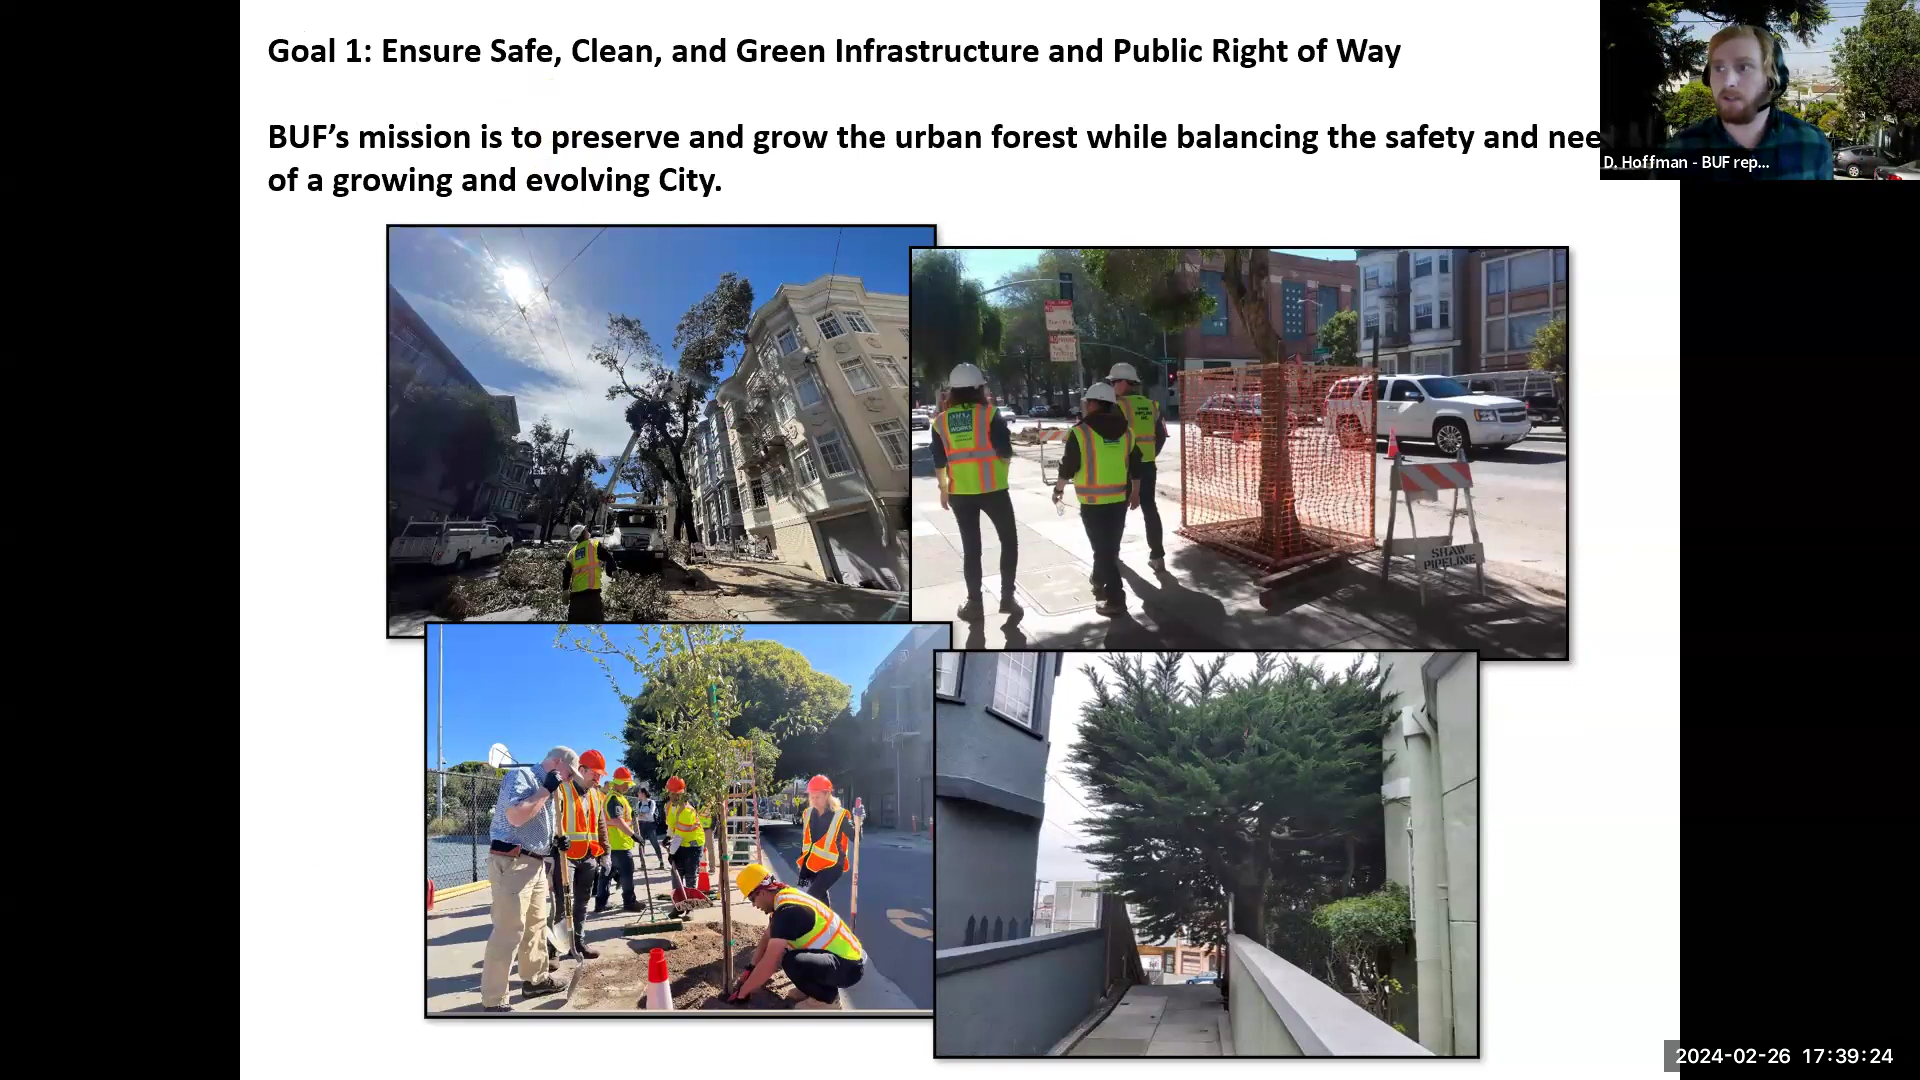 Goal 1: Ensure Safe, Clean, and Green Infrastructure and Public Right of Way
BUF’s mission is to preserve and grow the urban forest while balancing the safety and nee
of a growing and evolving City.
D. Hoffman - BUF rep...
WORKS
SHAW
PIPELINE
2024-02-26 17:39:24